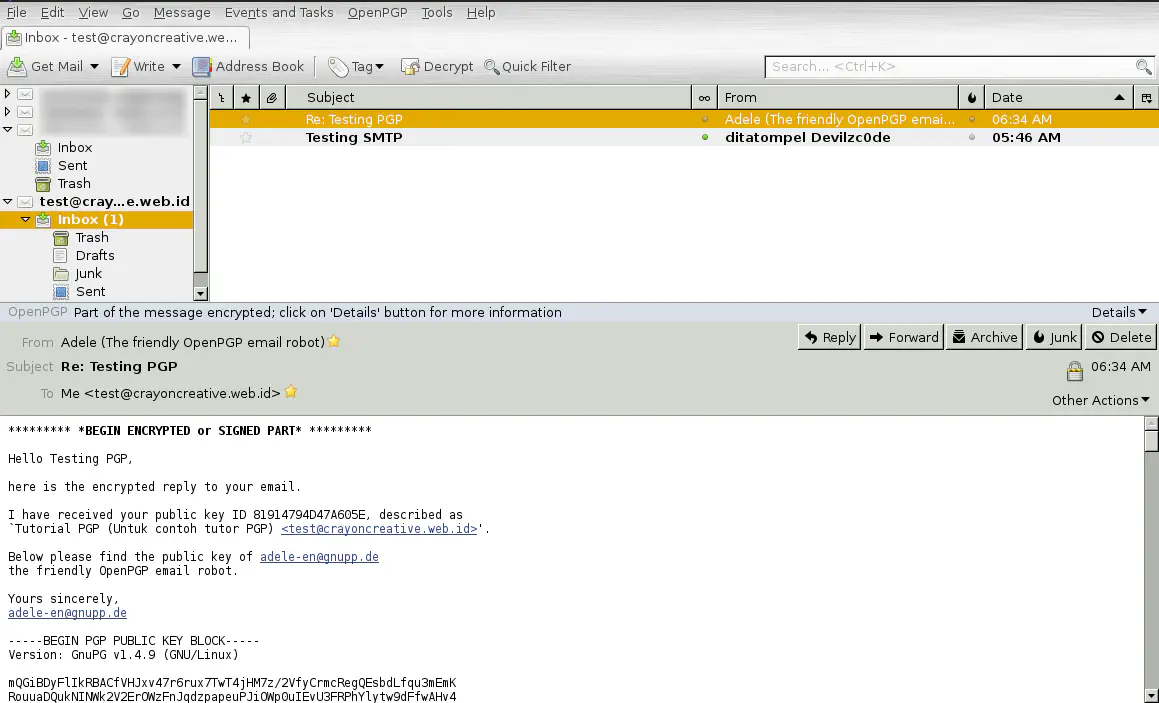 File Edit View Go Message Events and Tasks OpenPGP Tools Help
Inbox - test@crayoncreative.we...
Get Mail Write Address Book Tag Decrypt Quick Filter Search... <Ctrl+K>
Subject From Date
Re: Testing PGP Adele (The friendly OpenPGP emai... 06:34 AM
Testing SMTP ditatompel Devilzc0de 05:46 AM
Inbox
Sent
Trash
test@cray...e.web.id
Inbox (1)
Trash
Drafts
Junk
Sent
OpenPGP Part of the message encrypted; click on 'Details' button for more information Details
From Adele (The friendly OpenPGP email robot) Reply Forward Archive Junk Delete
Subject Re: Testing PGP 06:34 AM
To Me <test@crayoncreative.web.id> Other Actions
********* *BEGIN ENCRYPTED or SIGNED PART* *********
Hello Testing PGP,
here is the encrypted reply to your email.
I have received your public key ID 81914794D47A605E, described as
`Tutorial PGP (Untuk contoh tutor PGP) <test@crayoncreative.web.id>'.
Below please find the public key of adele-en@gnupp.de
the friendly OpenPGP email robot.
Yours sincerely,
adele-en@gnupp.de
-----BEGIN PGP PUBLIC KEY BLOCK-----
Version: GnuPG v1.4.9 (GNU/Linux)
mQGiBDyFlIkRBACfVHJxv47r6rux7TwT4jHM7z/2VfyCrmcRegQEsbdLfqu3mEmK
RouuaDQukNINWk2V2ErOWzFnJqdzpapeuPJiOWp0uIEvU3FRPhYlytw9dFfwAHv4